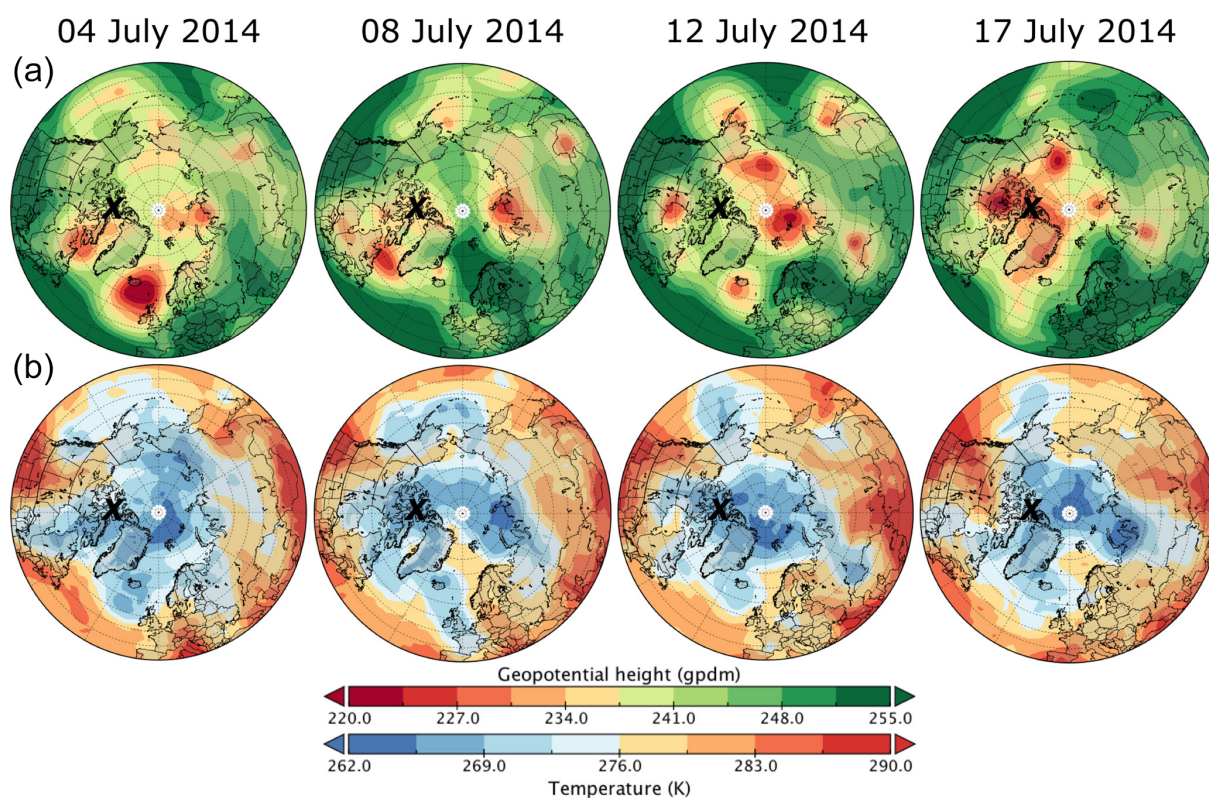 04 July 2014 08 July 2014 12 July 2014 17 July 2014
(a)
X X X X
(b)
X X X X
Geopotential height (gpdm)
220.0 227.0 234.0 241.0 248.0 255.0
262.0 269.0 276.0 283.0 290.0
Temperature (K)